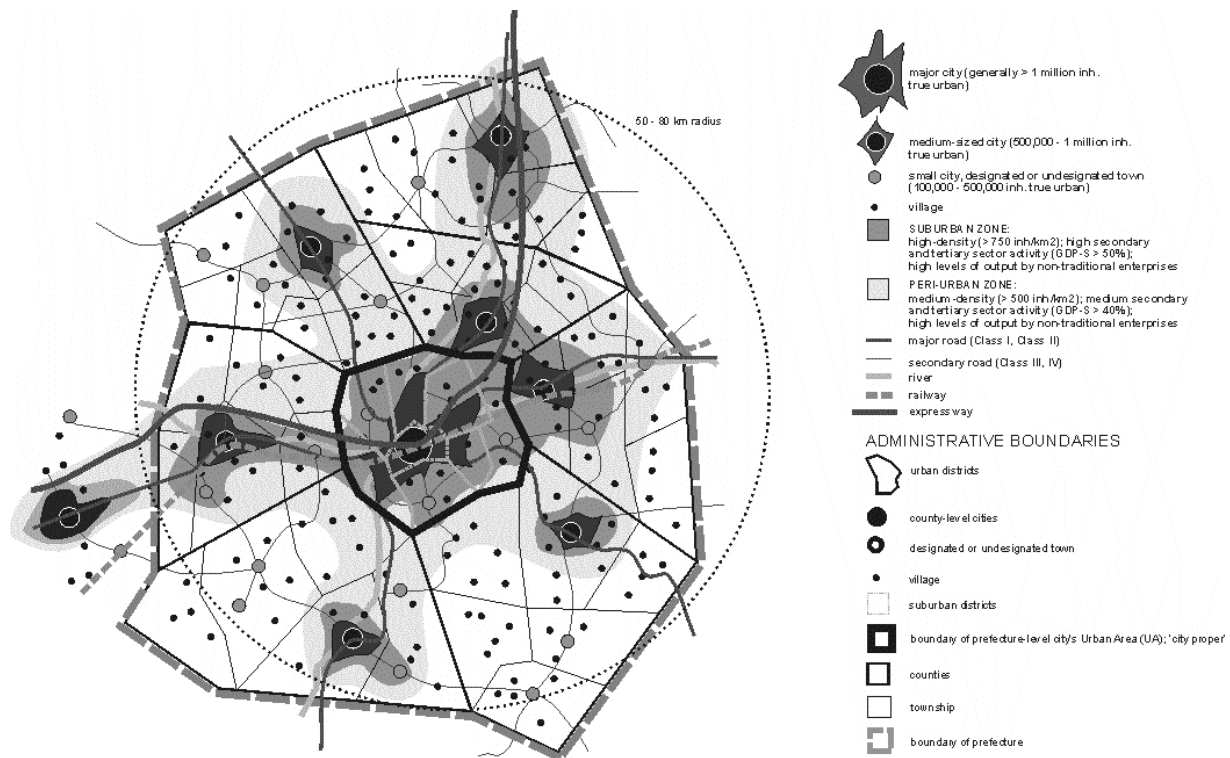 50 - 80 km radius
major city (generally > 1 million inh.
true urban)
medium-sized city (500,000 - 1 million inh.
true urban)
small city, designated or undesignated town
(100,000 - 500,000 inh. true urban)
village
SUBURBAN ZONE:
high-density (> 750 inh/km2); high secondary
and tertiary sector activity (GDP-S > 50%);
high levels of output by non-traditional enterprises
PERI-URBAN ZONE:
medium-density (> 500 inh/km2); medium secondary
and tertiary sector activity (GDP-S > 40%);
high levels of output by non-traditional enterprises
major road (Class I, Class II)
secondary road (Class III, IV)
river
railway
expressway
ADMINISTRATIVE BOUNDARIES
urban districts
county-level cities
designated or undesignated town
village
suburban districts
boundary of prefecture-level city's Urban Area (UA); 'city proper'
counties
township
boundary of prefecture